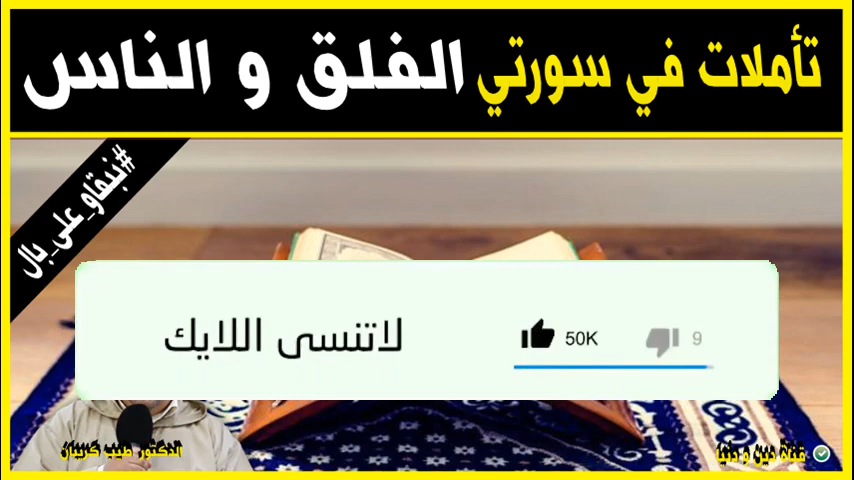 تأملات في سورتي الفلق و الناس
#نبقاو_على_بال
لاتنسى اللايك
50K
9
الدكتور طيب كريبان
قناة دين و دنيا